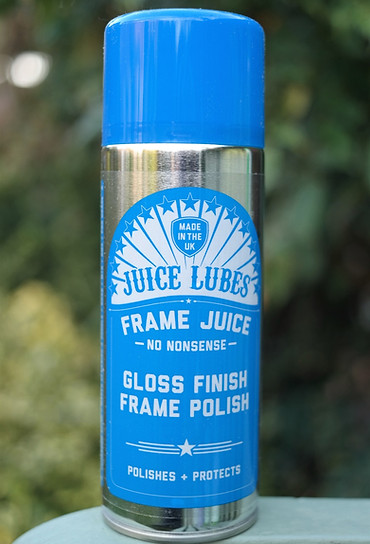 MADE
IN THE
UK
JUICE LUBES
FRAME JUICE
NO NONSENSE
GLOSS FINISH
FRAME POLISH
POLISHES + PROTECTS